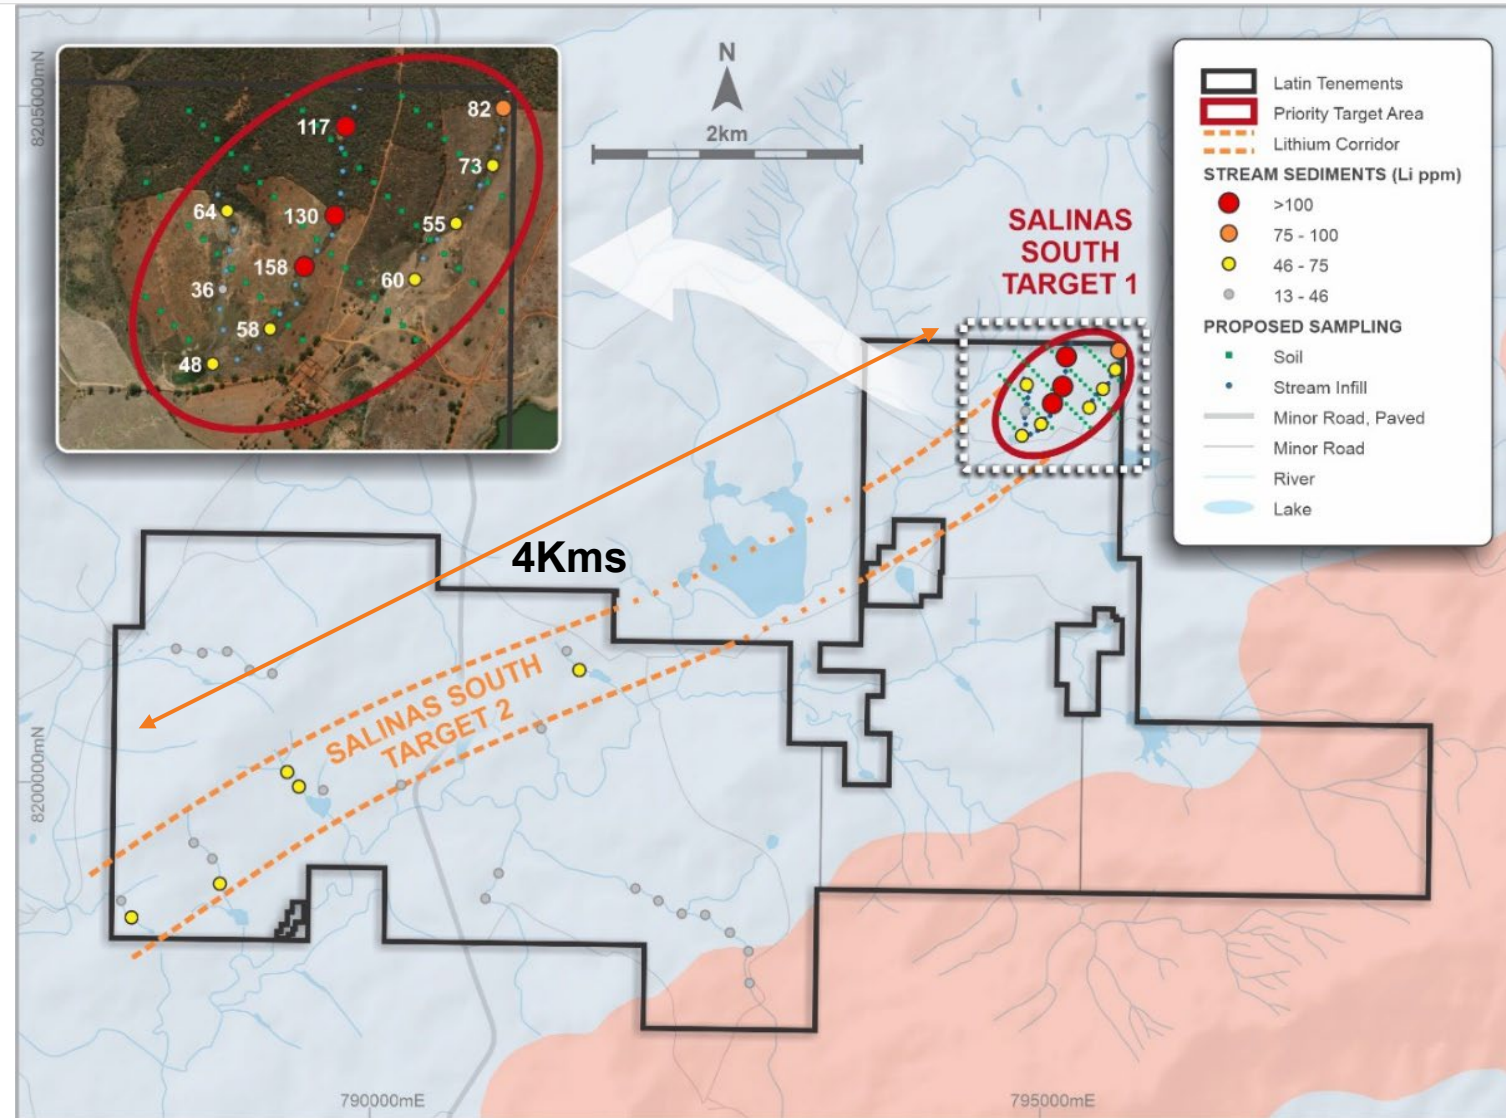 8205000mN
117
82
73
64
130
55
158
36
60
58
48
N
2km
SALINAS
SOUTH
TARGET 1
Latin Tenements
Priority Target Area
Lithium Corridor
STREAM SEDIMENTS (Li ppm)
>100
75 - 100
46 - 75
13 - 46
PROPOSED SAMPLING
Soil
Stream Infill
Minor Road, Paved
Minor Road
River
Lake
4Kms
SALINAS SOUTH
TARGET 2
8200000mN
790000mE
795000mE